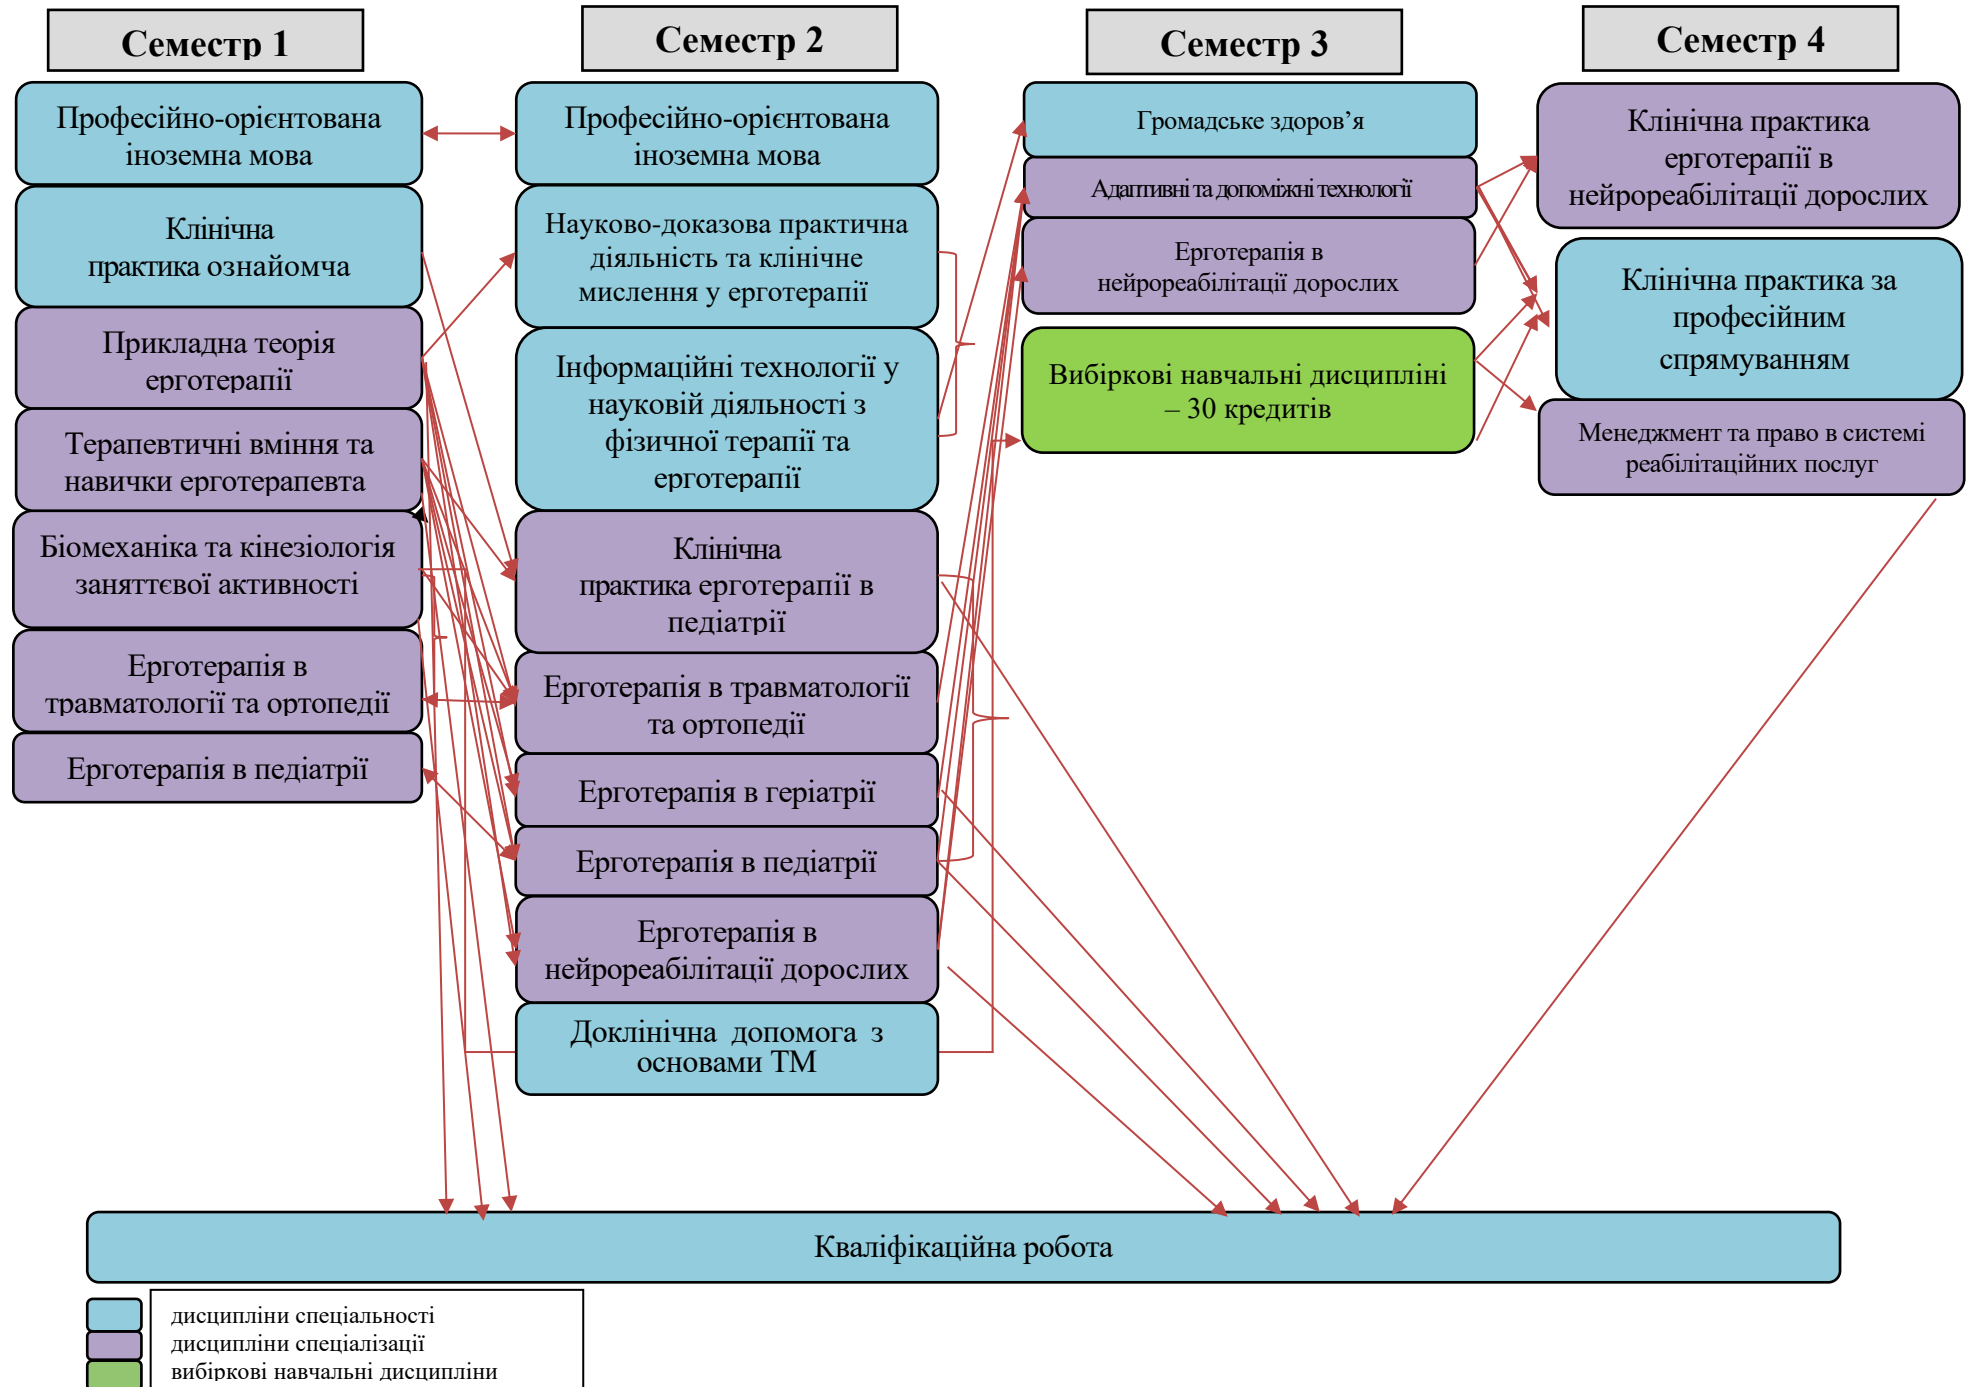 Семестр 1
Семестр 2
Семестр 3
Семестр 4
Професійно-орієнтована
іноземна мова
Клінічна
практика ознайомча
Прикладна теорія
ерготерапії
Терапевтичні вміння та
навички ерготерапевта
Біомеханіка та кінезіологія
заняттєвої активності
Ерготерапія в
травматології та ортопедії
Ерготерапія в педіатрії
Професійно-орієнтована
іноземна мова
Науково-доказова практична
діяльність та клінічне
мислення у ерготерапії
Інформаційні технології у
науковій діяльності з
фізичної терапії та
ерготерапії
Клінічна
практика ерготерапії в
педіатрії
Ерготерапія в травматології
та ортопедії
Ерготерапія в геріатрії
Ерготерапія в педіатрії
Ерготерапія в
нейрореабілітації дорослих
Доклінічна допомога з
основами ТМ
Громадське здоров’я
Адаптивні та допоміжні технології
Ерготерапія в
нейрореабілітації дорослих
Вибіркові навчальні дисципліні
– 30 кредитів
Клінічна практика
ерготерапії в
нейрореабілітації дорослих
Клінічна практика за
професійним
спрямуванням
Менеджмент та право в системі
реабілітаційних послуг
Кваліфікаційна робота
дисципліни спеціальності
дисципліни спеціалізації
вибіркові навчальні дисципліни